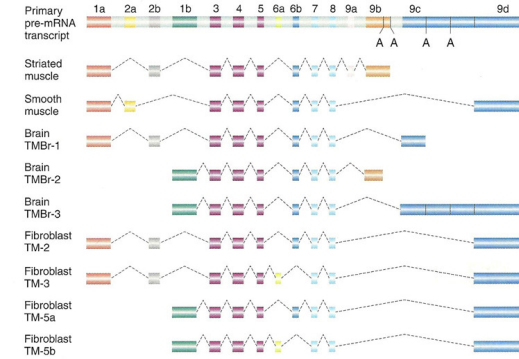 Primary
pre-mRNA
transcript
1a 2a 2b 1b 3 4 5 6a 6b 7 8 9a 9b 9c 9d
A A A A
Striated
muscle
Smooth
muscle
Brain
TMBr-1
Brain
TMBr-2
Brain
TMBr-3
Fibroblast
TM-2
Fibroblast
TM-3
Fibroblast
TM-5a
Fibroblast
TM-5b